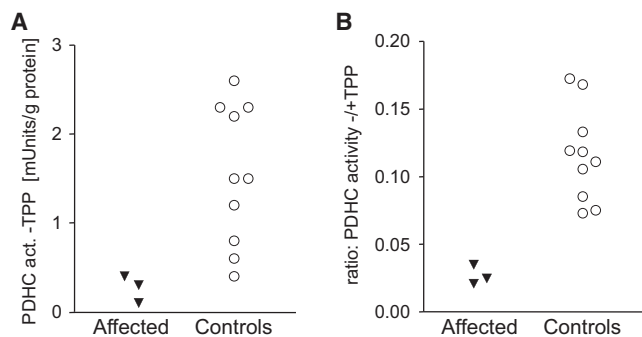 A
PDHC act. -TPP [mUnits/g protein]
3
2
1
0
Affected Controls
B
ratio: PDHC activity -/+TPP
0.20
0.15
0.10
0.05
0.00
Affected Controls